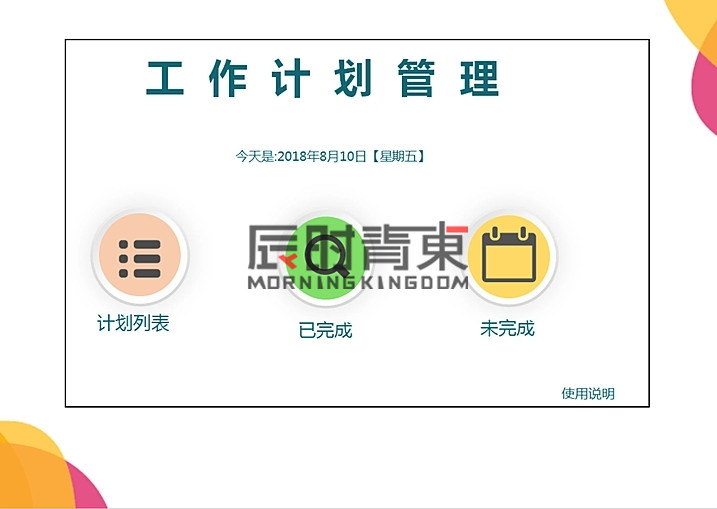 工作计划管理
今天是:2018年8月10日【星期五】
辰时青柬
MORNINGKINGDOM
计划列表
已完成
未完成
使用说明